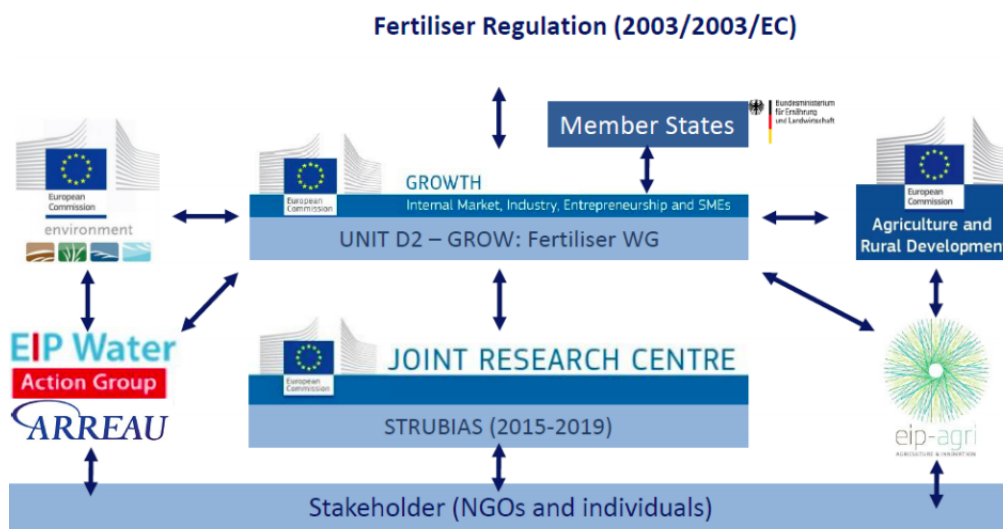 Fertiliser Regulation (2003/2003/EC)
Member States
Bundesministerium
für Ernährung
und Landwirtschaft
European
Commission
environment
European
Commission
GROWTH
Internal Market, Industry, Entrepreneurship and SMEs
UNIT D2 – GROW: Fertiliser WG
European
Commission
Agriculture and
Rural Development
EIP Water
Action Group
ARREAU
European
Commission
JOINT RESEARCH CENTRE
STRUBIAS (2015-2019)
eip-agri
AGRICULTURE & INNOVATION
Stakeholder (NGOs and individuals)